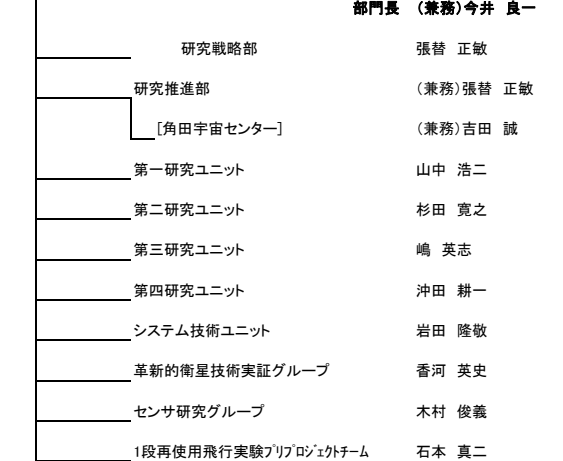 部門長 (兼務)今井 良一
研究戦略部 張替 正敏
研究推進部 (兼務)張替 正敏
[角田宇宙センター] (兼務)吉田 誠
第一研究ユニット 山中 浩二
第二研究ユニット 杉田 寛之
第三研究ユニット 嶋 英志
第四研究ユニット 沖田 耕一
システム技術ユニット 岩田 隆敬
革新的衛星技術実証グループ 香河 英史
センサ研究グループ 木村 俊義
1段再使用飛行実験プリプロジェクトチーム 石本 真二